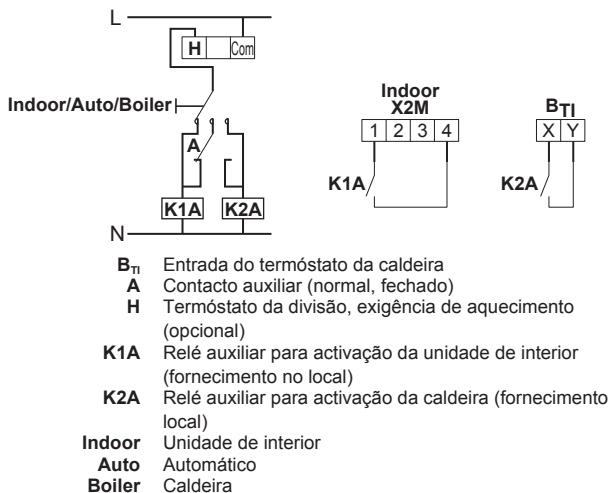 L
H Com
Indoor/Auto/Boiler
A
K1A K2A
N
Indoor
X2M
1 2 3 4
K1A
BTI
X Y
K2A
BTI Entrada do termóstato da caldeira
A Contacto auxiliar (normal, fechado)
H Termóstato da divisão, exigência de aquecimento
(opcional)
K1A Relé auxiliar para activação da unidade de interior
(fornecimento no local)
K2A Relé auxiliar para activação da caldeira (fornecimento
local)
Indoor Unidade de interior
Auto Automático
Boiler Caldeira